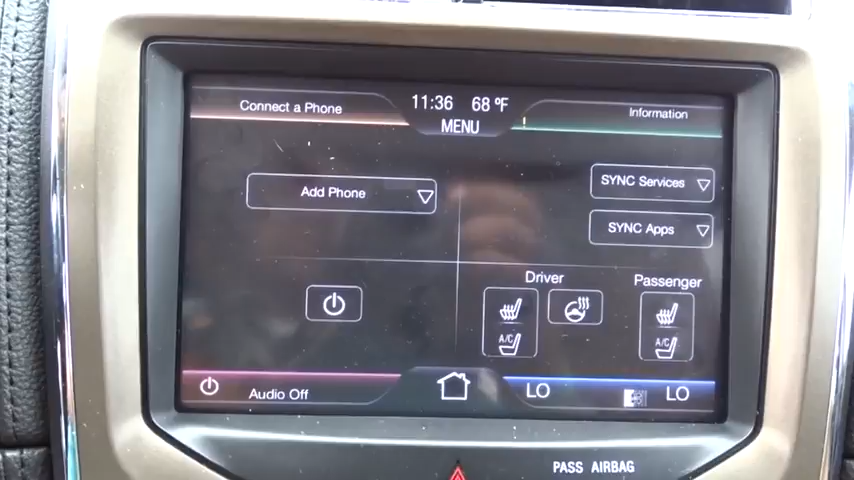 Connect a Phone
11:36 68 °F
MENU
Information
Add Phone
SYNC Services
SYNC Apps
Driver
Passenger
A/C
A/C
Audio Off
LO
LO
PASS AIRBAG